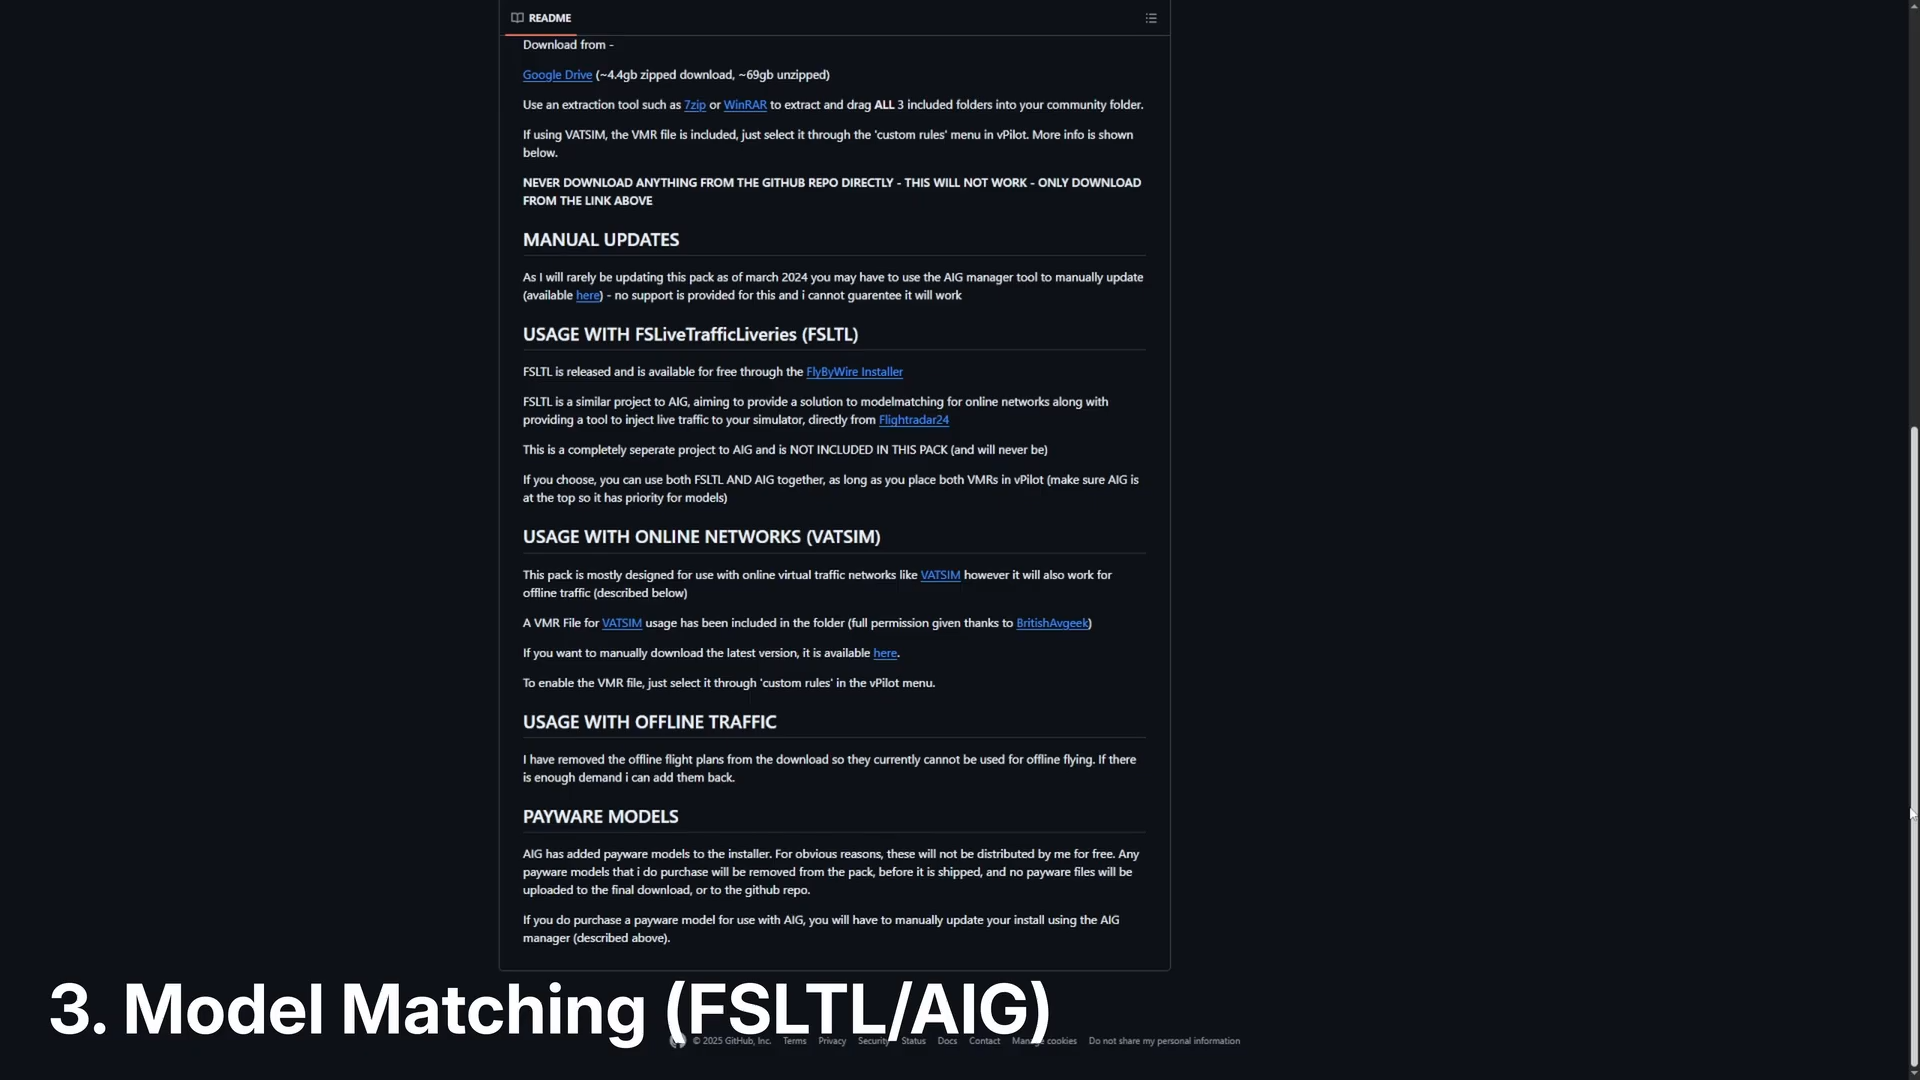 README
Download from -
Google Drive (~4.4gb zipped download, ~69gb unzipped)
Use an extraction tool such as 7zip or WinRAR to extract and drag ALL 3 included folders into your community folder.
If using VATSIM, the VMR file is included, just select it through the 'custom rules' menu in vPilot. More info is shown
below.
NEVER DOWNLOAD ANYTHING FROM THE GITHUB REPO DIRECTLY - THIS WILL NOT WORK - ONLY DOWNLOAD
FROM THE LINK ABOVE
MANUAL UPDATES
As I will rarely be updating this pack as of march 2024 you may have to use the AIG manager tool to manually update
(available here) - no support is provided for this and i cannot guarentee it will work
USAGE WITH FSLiveTrafficLiveries (FSLTL)
FSLTL is released and is available for free through the FlyByWire Installer
FSLTL is a similar project to AIG, aiming to provide a solution to modelmatching for online networks along with
providing a tool to inject live traffic to your simulator, directly from Flightradar24
This is a completely seperate project to AIG and is NOT INCLUDED IN THIS PACK (and will never be)
If you choose, you can use both FSLTL AND AIG together, as long as you place both VMRs in vPilot (make sure AIG is
at the top so it has priority for models)
USAGE WITH ONLINE NETWORKS (VATSIM)
This pack is mostly designed for use with online virtual traffic networks like VATSIM however it will also work for
offline traffic (described below)
A VMR File for VATSIM usage has been included in the folder (full permission given thanks to BritishAvgeek)
If you want to manually download the latest version, it is available here.
To enable the VMR file, just select it through 'custom rules' in the vPilot menu.
USAGE WITH OFFLINE TRAFFIC
I have removed the offline flight plans from the download so they currently cannot be used for offline flying. If there
is enough demand i can add them back.
PAYWARE MODELS
AIG has added payware models to the installer. For obvious reasons, these will not be distributed by me for free. Any
payware models that i do purchase will be removed from the pack, before it is shipped, and no payware files will be
uploaded to the final download, or to the github repo.
If you do purchase a payware model for use with AIG, you will have to manually update your install using the AIG
manager (described above).
3. Model Matching (FSLTL/AIG)
© 2025 GitHub, Inc. Terms Privacy Security Status Docs Contact Manage cookies Do not share my personal information